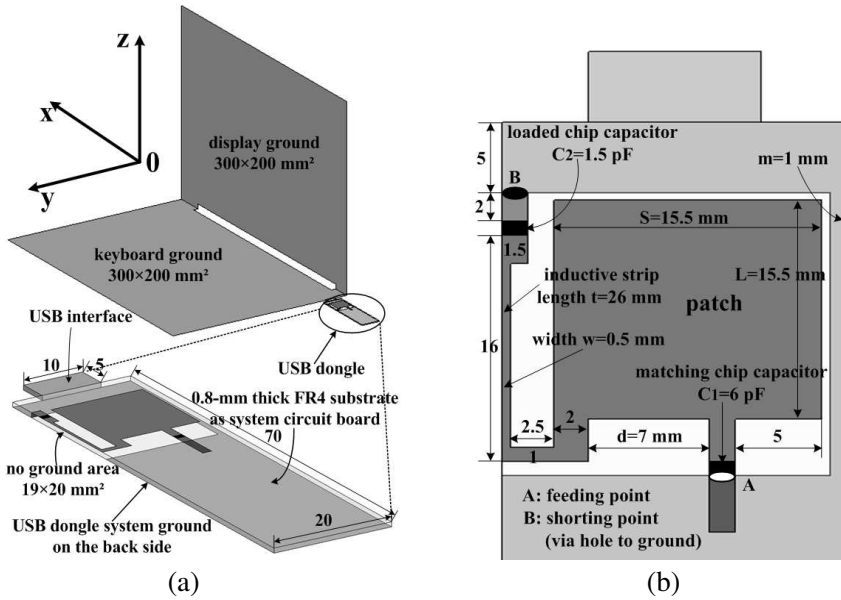 z
x
0
y
display ground
300×200 mm²
keyboard ground
300×200 mm²
USB interface
10
5
USB dongle
0.8-mm thick FR4 substrate
as system circuit board
70
no ground area
19×20 mm²
20
USB dongle system ground
on the back side
(a)
loaded chip capacitor
C2=1.5 pF
m=1 mm
5
B
2
S=15.5 mm
1.5
inductive strip
length t=26 mm
L=15.5 mm
patch
16
width w=0.5 mm
matching chip capacitor
C1=6 pF
2.5
2
d=7 mm
5
1
A
A: feeding point
B: shorting point
(via hole to ground)
(b)